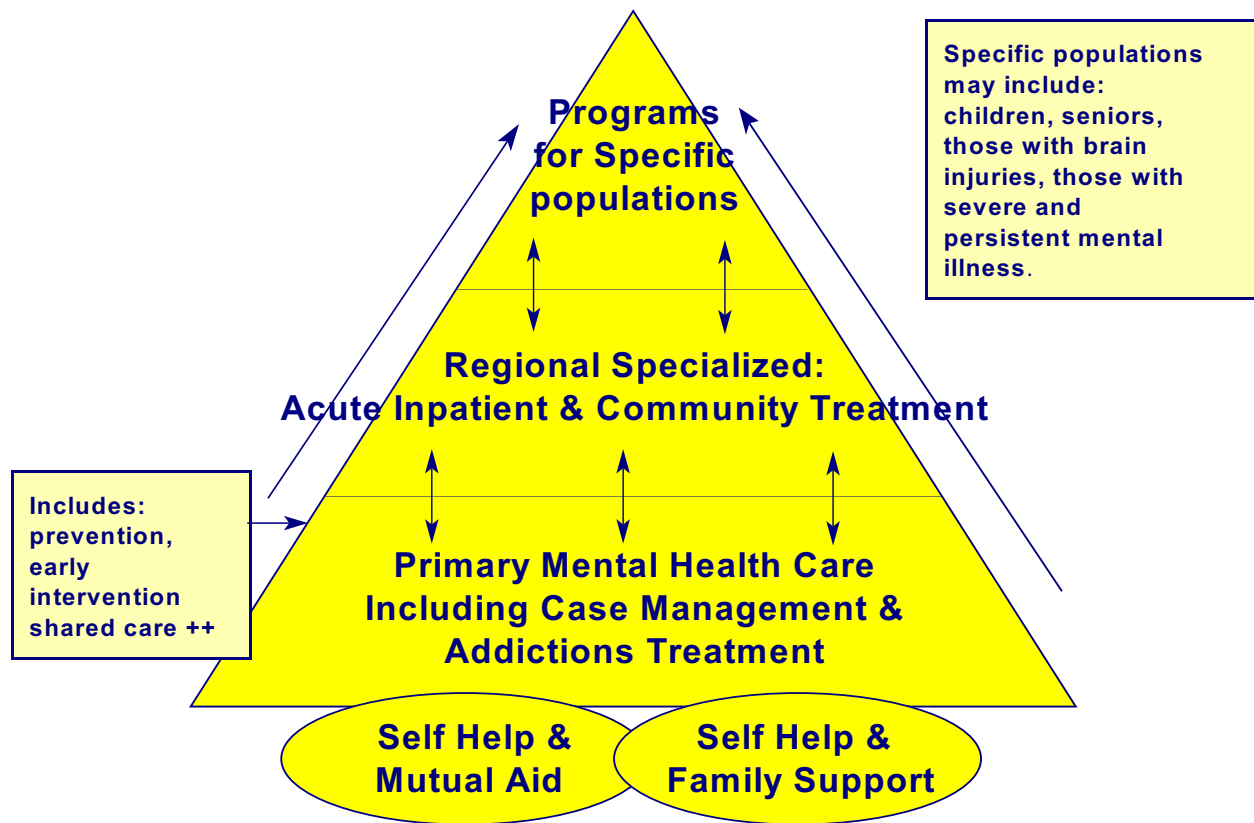 Programs
for Specific
populations
Specific populations
may include:
children, seniors,
those with brain
injuries, those with
severe and
persistent mental
illness.
Regional Specialized:
Acute Inpatient & Community Treatment
Includes:
prevention,
early
intervention
shared care ++
Primary Mental Health Care
Including Case Management &
Addictions Treatment
Self Help &
Mutual Aid
Self Help &
Family Support